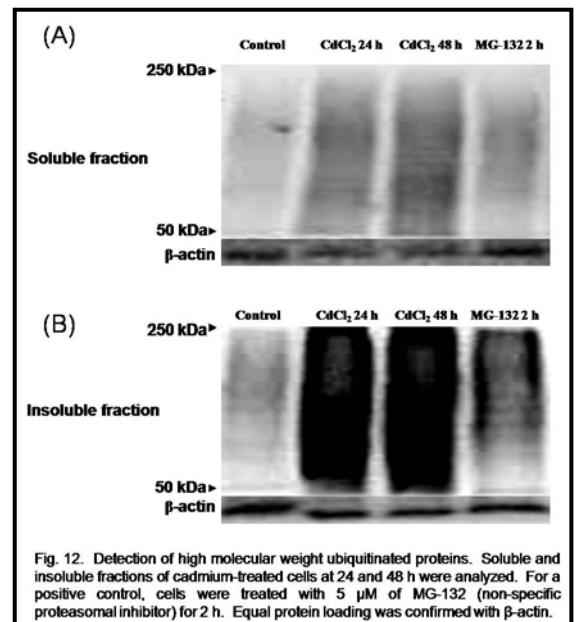 (A)
Control CdCl₂ 24 h CdCl₂ 48 h MG-132 2 h
250 kDa▸
Soluble fraction
50 kDa▸
β-actin
(B)
Control CdCl₂ 24 h CdCl₂ 48 h MG-132 2 h
250 kDa▸
Insoluble fraction
50 kDa▸
β-actin
Fig. 12. Detection of high molecular weight ubiquitinated proteins. Soluble and
insoluble fractions of cadmium-treated cells at 24 and 48 h were analyzed. For a
positive control, cells were treated with 5 µM of MG-132 (non-specific
proteasomal inhibitor) for 2 h. Equal protein loading was confirmed with β-actin.